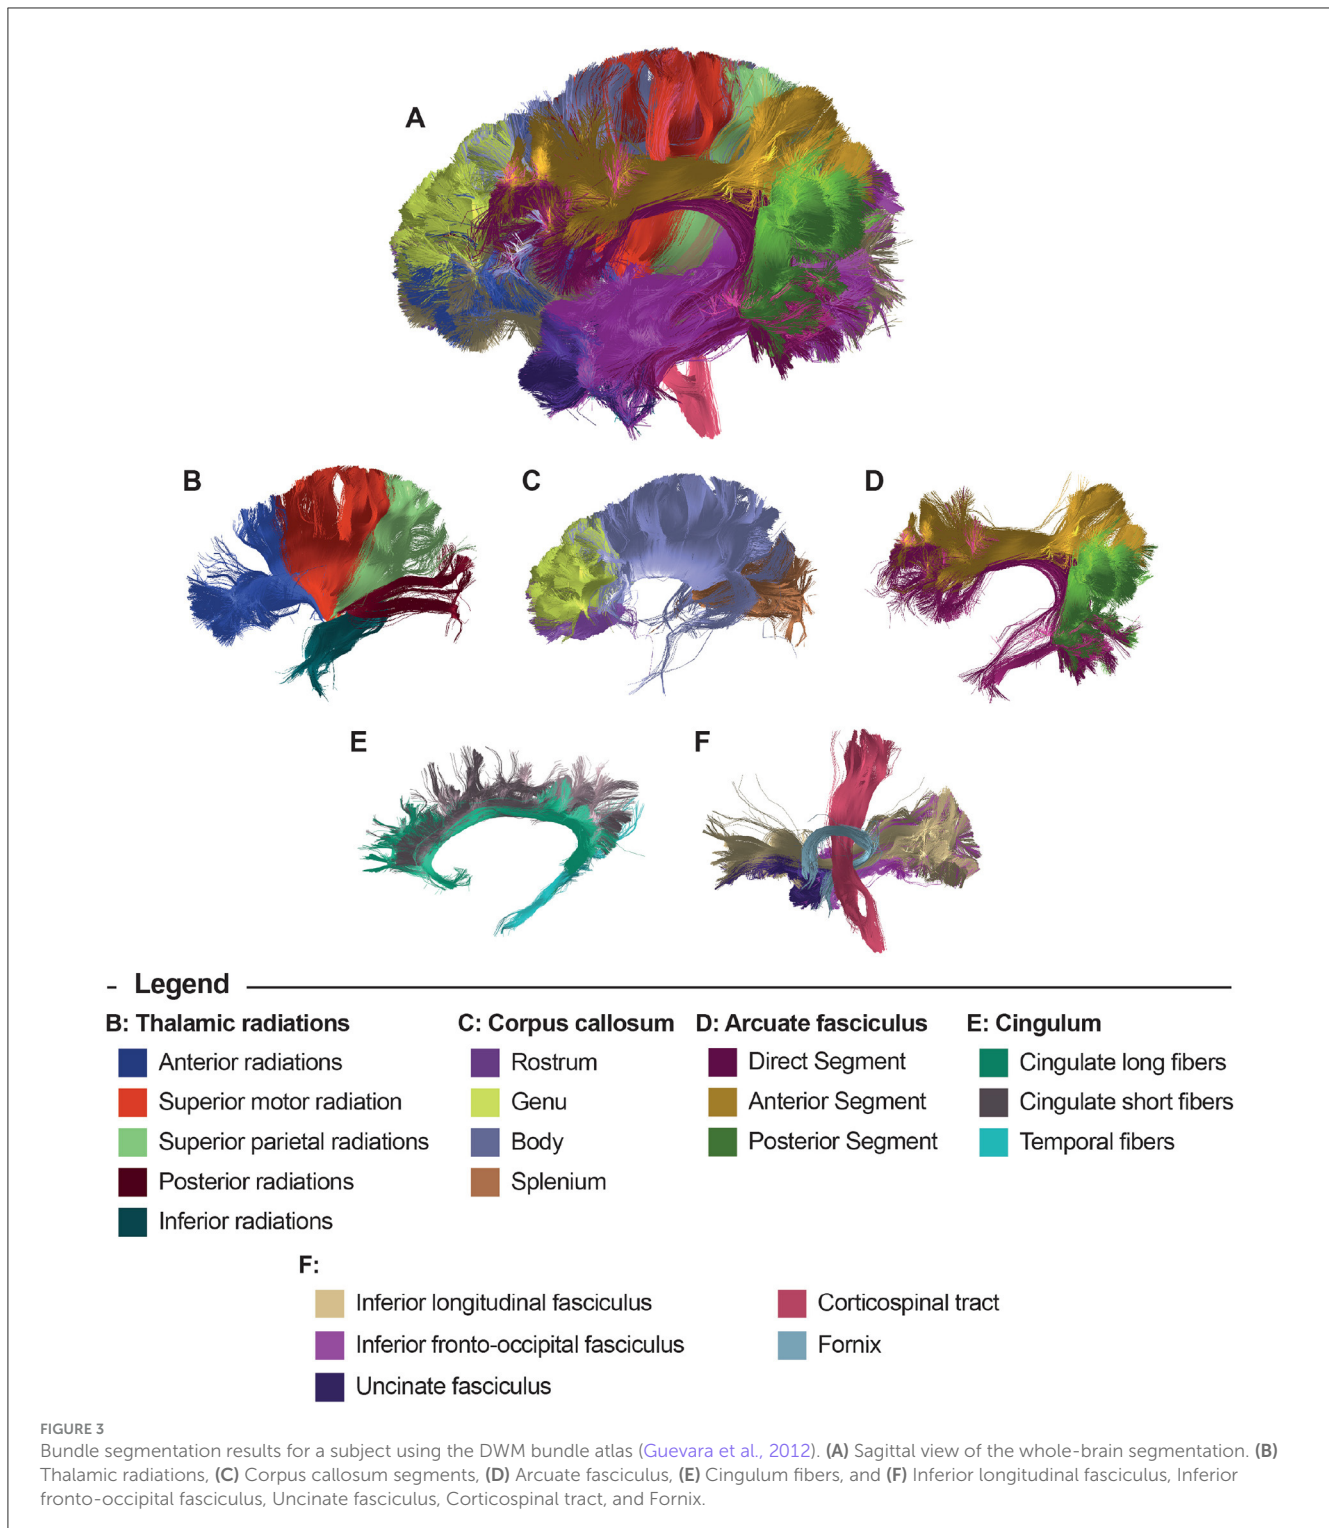 A
B
C
D
E
F
Legend
B: Thalamic radiations
Anterior radiations
Superior motor radiation
Superior parietal radiations
Posterior radiations
Inferior radiations
C: Corpus callosum
Rostrum
Genu
Body
Splenium
D: Arcuate fasciculus
Direct Segment
Anterior Segment
Posterior Segment
E: Cingulum
Cingulate long fibers
Cingulate short fibers
Temporal fibers
F:
Inferior longitudinal fasciculus
Inferior fronto-occipital fasciculus
Uncinate fasciculus
Corticospinal tract
Fornix
FIGURE 3
Bundle segmentation results for a subject using the DWM bundle atlas (Guevara et al., 2012). (A) Sagittal view of the whole-brain segmentation. (B)
Thalamic radiations, (C) Corpus callosum segments, (D) Arcuate fasciculus, (E) Cingulum fibers, and (F) Inferior longitudinal fasciculus, Inferior
fronto-occipital fasciculus, Uncinate fasciculus, Corticospinal tract, and Fornix.